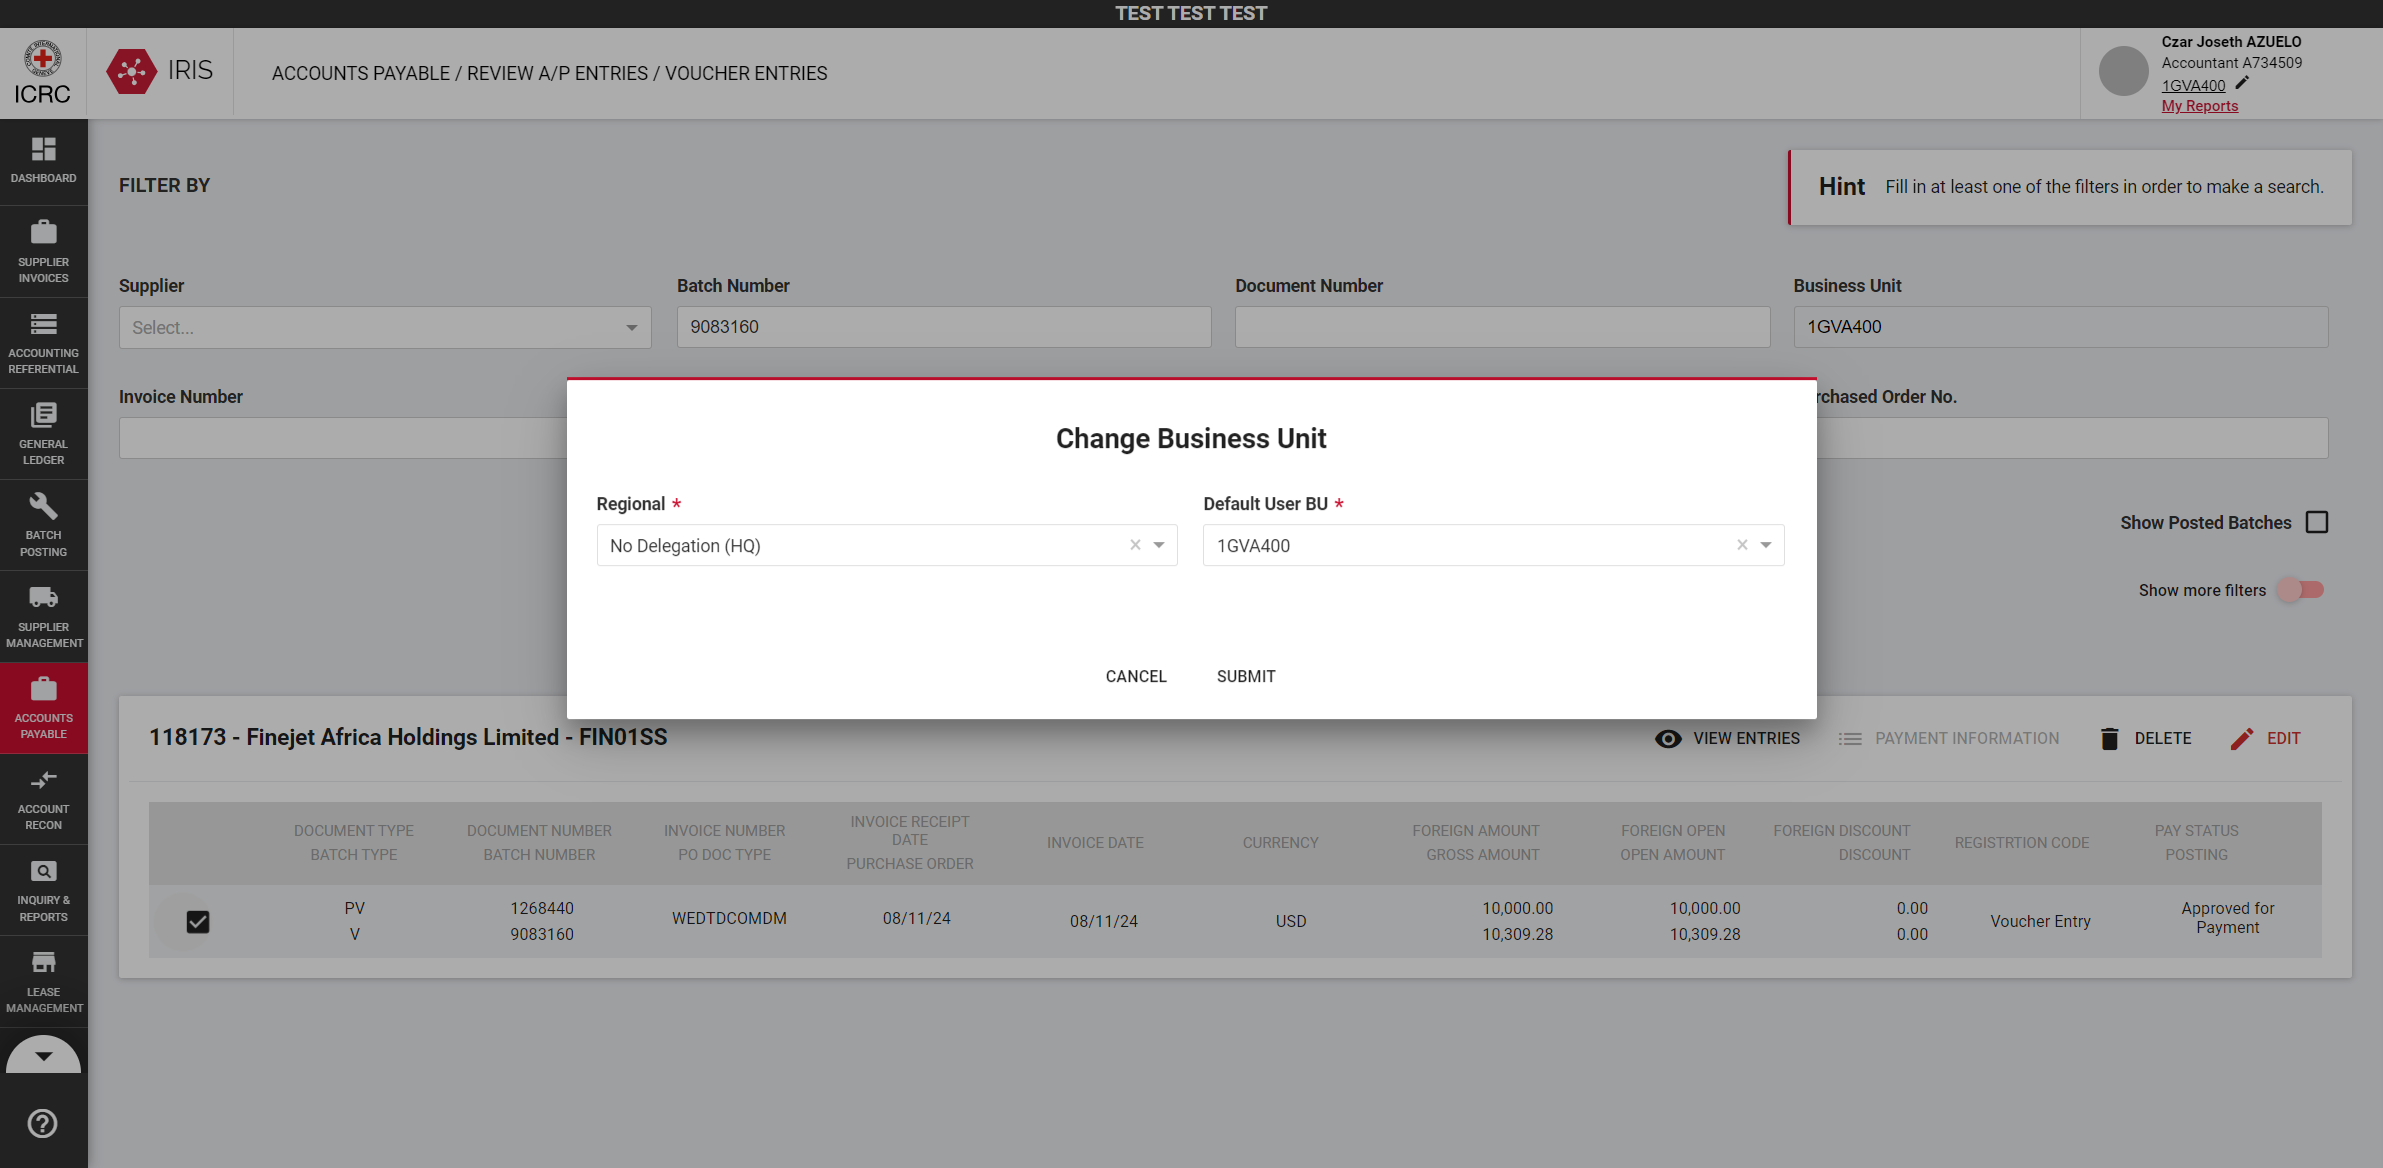 TEST TEST TEST
ICRC
IRIS
ACCOUNTS PAYABLE / REVIEW A/P ENTRIES / VOUCHER ENTRIES
Czar Joseth AZUELO
Accountant A734509
1GVA400
My Reports
DASHBOARD
SUPPLIER
INVOICES
ACCOUNTING
REFERENTIAL
GENERAL
LEDGER
BATCH
POSTING
SUPPLIER
MANAGEMENT
ACCOUNTS
PAYABLE
ACCOUNT
RECON
INQUIRY &
REPORTS
LEASE
MANAGEMENT
FILTER BY
Hint Fill in at least one of the filters in order to make a search.
Supplier
Select...
Batch Number
9083160
Document Number
Business Unit
1GVA400
Invoice Number
rchased Order No.
Show Posted Batches
Show more filters
Change Business Unit
Regional *
No Delegation (HQ)
Default User BU *
1GVA400
CANCEL SUBMIT
118173 - Finejet Africa Holdings Limited - FIN01SS
VIEW ENTRIES PAYMENT INFORMATION DELETE EDIT
DOCUMENT TYPE
BATCH TYPE
DOCUMENT NUMBER
BATCH NUMBER
INVOICE NUMBER
PO DOC TYPE
INVOICE RECEIPT
DATE
PURCHASE ORDER
INVOICE DATE
CURRENCY
FOREIGN AMOUNT
GROSS AMOUNT
FOREIGN OPEN
OPEN AMOUNT
FOREIGN DISCOUNT
DISCOUNT
REGISTRTION CODE
PAY STATUS
POSTING
PV
V
1268440
9083160
WEDTDCOMDM
08/11/24
08/11/24
USD
10,000.00
10,309.28
10,000.00
10,309.28
0.00
0.00
Voucher Entry
Approved for
Payment